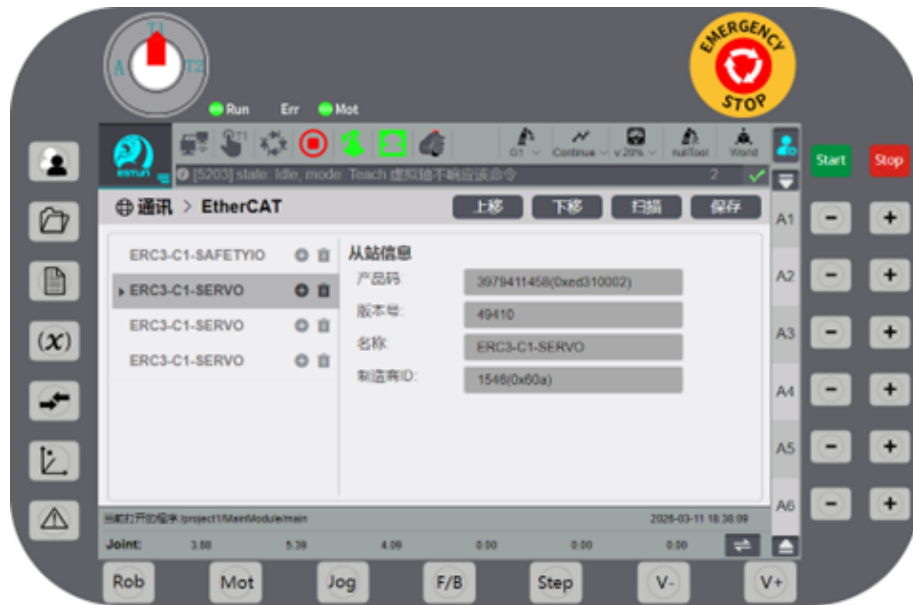 T1
A
T2
EMERGENCY
STOP
Run Err Mot
ESTUN
G1 Continue V 20% nullTool World
[5203] state: Idle, mode: Teach 虚拟轴不响应该命令 2
Start
Stop
通讯 > EtherCAT
上移
下移
扫描
保存
A1
- +
ERC3-C1-SAFETYIO
从站信息
产品码: 3979411458(0xed310002)
A2
- +
ERC3-C1-SERVO
版本号: 49410
ERC3-C1-SERVO
名称: ERC3-C1-SERVO
A3
- +
(x)
ERC3-C1-SERVO
制造商ID: 1546(0x60a)
A4
- +
A5
- +
A6
- +
当前打开的程序:/project1/MainModule/main 2026-03-11 18:38:09
Joint: 3.88 5.39 4.09 0.00 0.00 0.00
Rob Mot Jog F/B Step V- V+